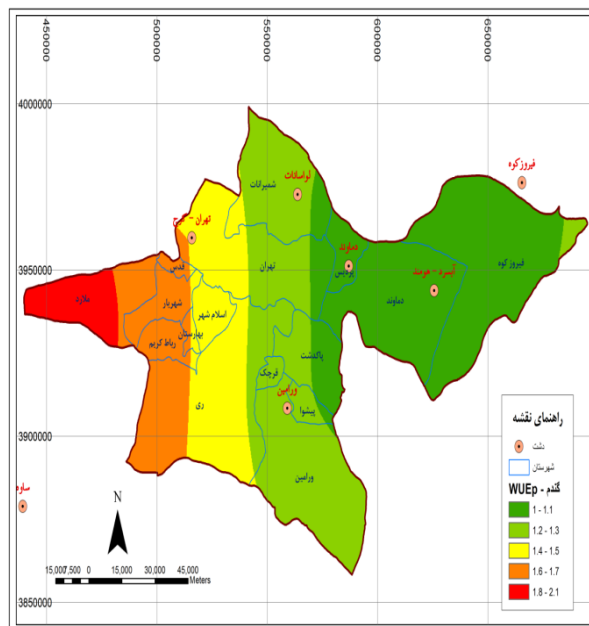 450000 500000 550000 600000 650000
4000000
3950000
3900000
3850000
فیروزکوه
لواسانات
شمیرانات
تهران - کرج
دماوند
پردیس
آبسرد - هومند
فیروز کوه
تهران
قدس
ملارد
شهریار
اسلام شهر
دماوند
بهارستان
رباط کریم
پاکدشت
قرچک
ورامین
پیشوا
ری
ورامین
ساوه
N
15,000 7,500 0 15,000 30,000 45,000
Meters
راهنمای نقشه
دشت
شهرستان
گندم - WUEp
1 - 1.1
1.2 - 1.3
1.4 - 1.5
1.6 - 1.7
1.8 - 2.1